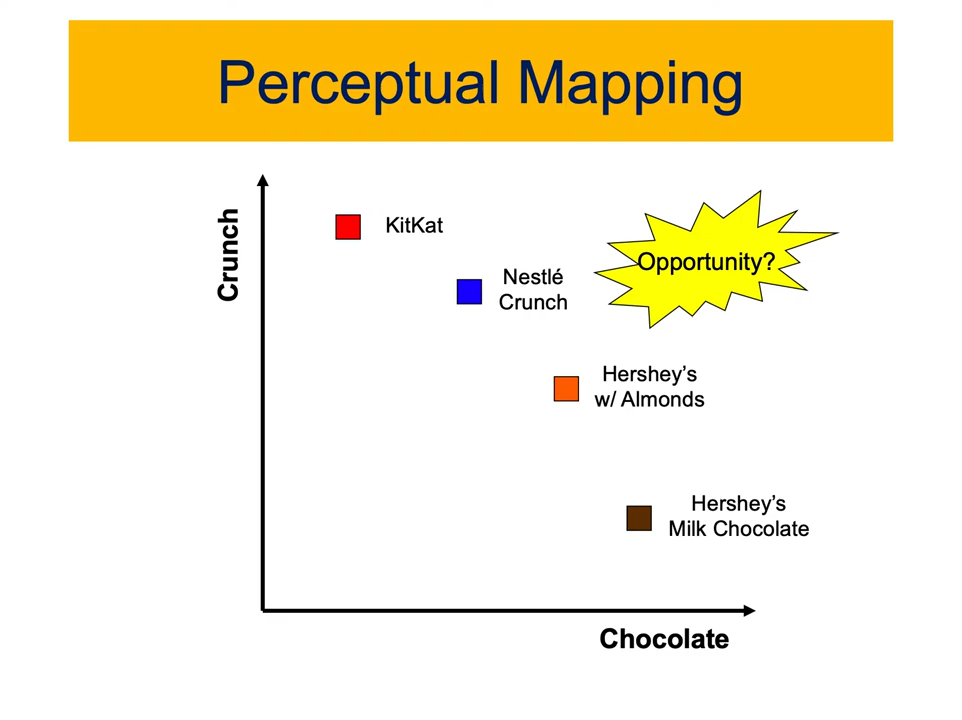 Perceptual Mapping
Crunch
KitKat
Opportunity?
Nestlé
Crunch
Hershey’s
w/ Almonds
Hershey’s
Milk Chocolate
Chocolate